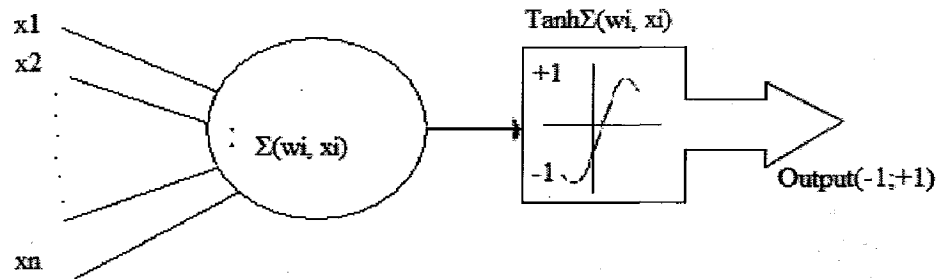 x1
x2
xn
Σ(wi, xi)
TanhΣ(wi, xi)
+1
-1
Output(-1;+1)